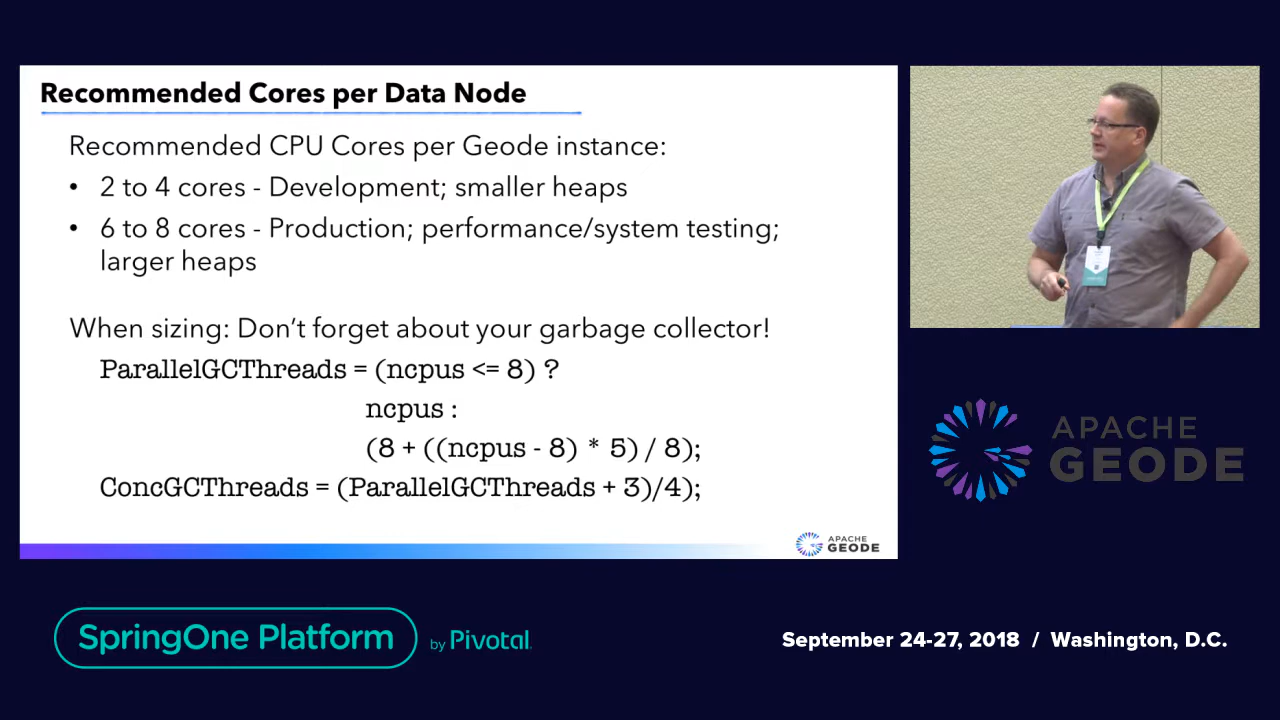 Recommended Cores per Data Node
Recommended CPU Cores per Geode instance:
• 2 to 4 cores - Development; smaller heaps
• 6 to 8 cores - Production; performance/system testing;
larger heaps
When sizing: Don’t forget about your garbage collector!
ParallelGCThreads = (ncpus <= 8) ?
ncpus :
(8 + ((ncpus - 8) * 5) / 8);
ConcGCThreads = (ParallelGCThreads + 3)/4);
APACHE
GEODE
APACHE
GEODE
SpringOne Platform by Pivotal.
September 24-27, 2018 / Washington, D.C.